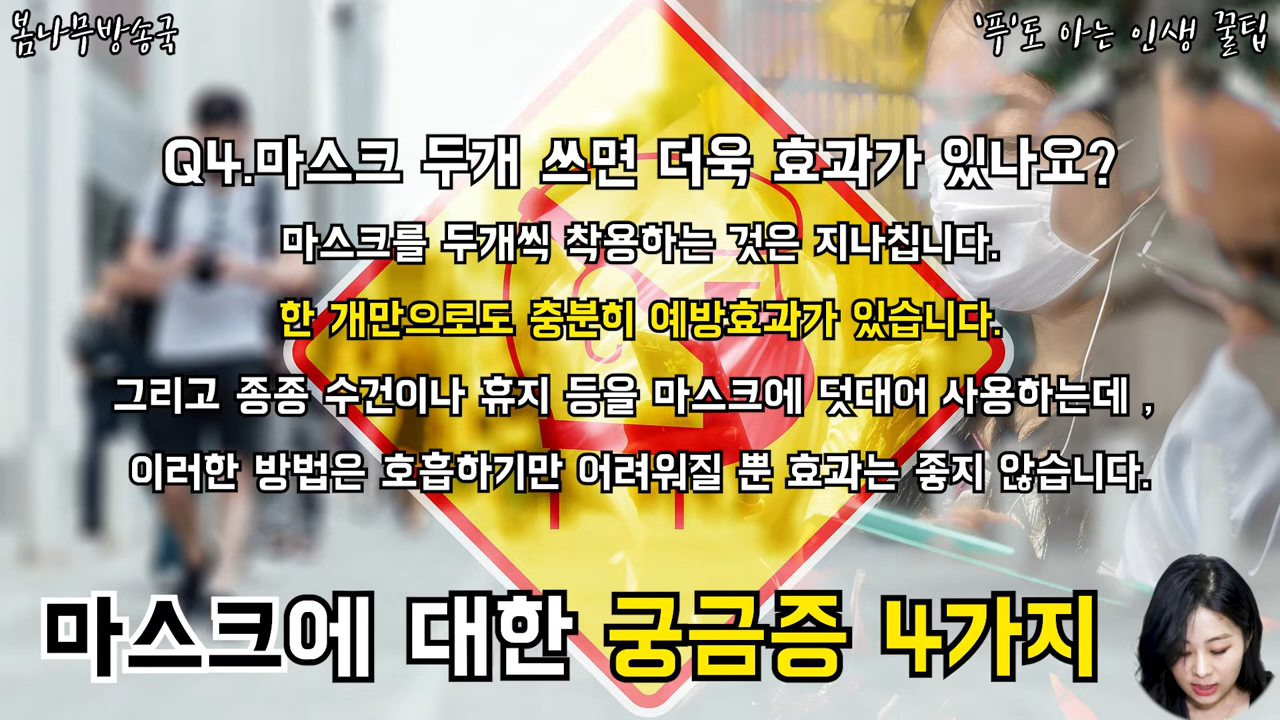 봄나무방송국
'푸'도 아는 인생 꿀팁
Q4.마스크 두개 쓰면 더욱 효과가 있나요?
마스크를 두개씩 착용하는 것은 지나칩니다.
한 개만으로도 충분히 예방효과가 있습니다.
그리고 종종 수건이나 휴지 등을 마스크에 덧대어 사용하는데 ,
이러한 방법은 호흡하기만 어려워질 뿐 효과는 좋지 않습니다.
마스크에 대한 궁금증 4가지